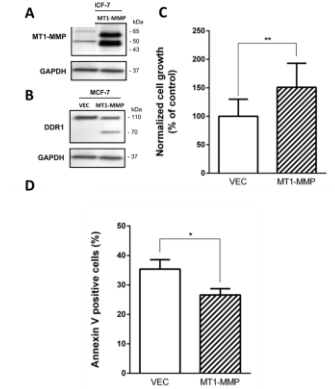 A
ICF-7
MT1-MMP
kDa
MT1-MMP
- 65
- 50
- 43
GAPDH
- 37
B
MCF-7
VEC MT1-MMP
kDa
DDR1
- 110
- 70
GAPDH
- 37
C
Normalized cell growth
(% of control)
250
200
150
100
50
0
**
VEC MT1-MMP
D
Annexin V positive cells (%)
50
40
30
20
10
0
*
VEC MT1-MMP